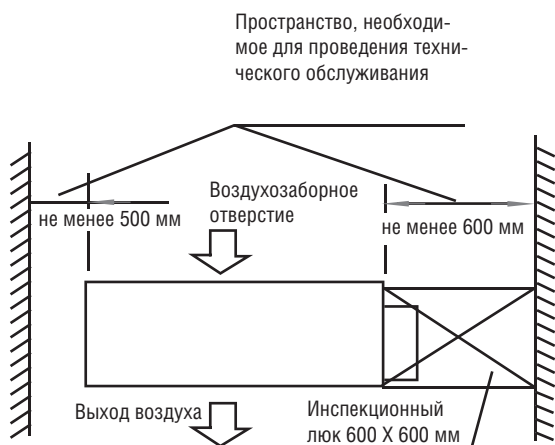 Пространство, необходи-
мое для проведения техни-
ческого обслуживания
Воздухозаборное
отверстие
не менее 500 мм
не менее 600 мм
Выход воздуха
Инспекционный
люк 600 X 600 мм